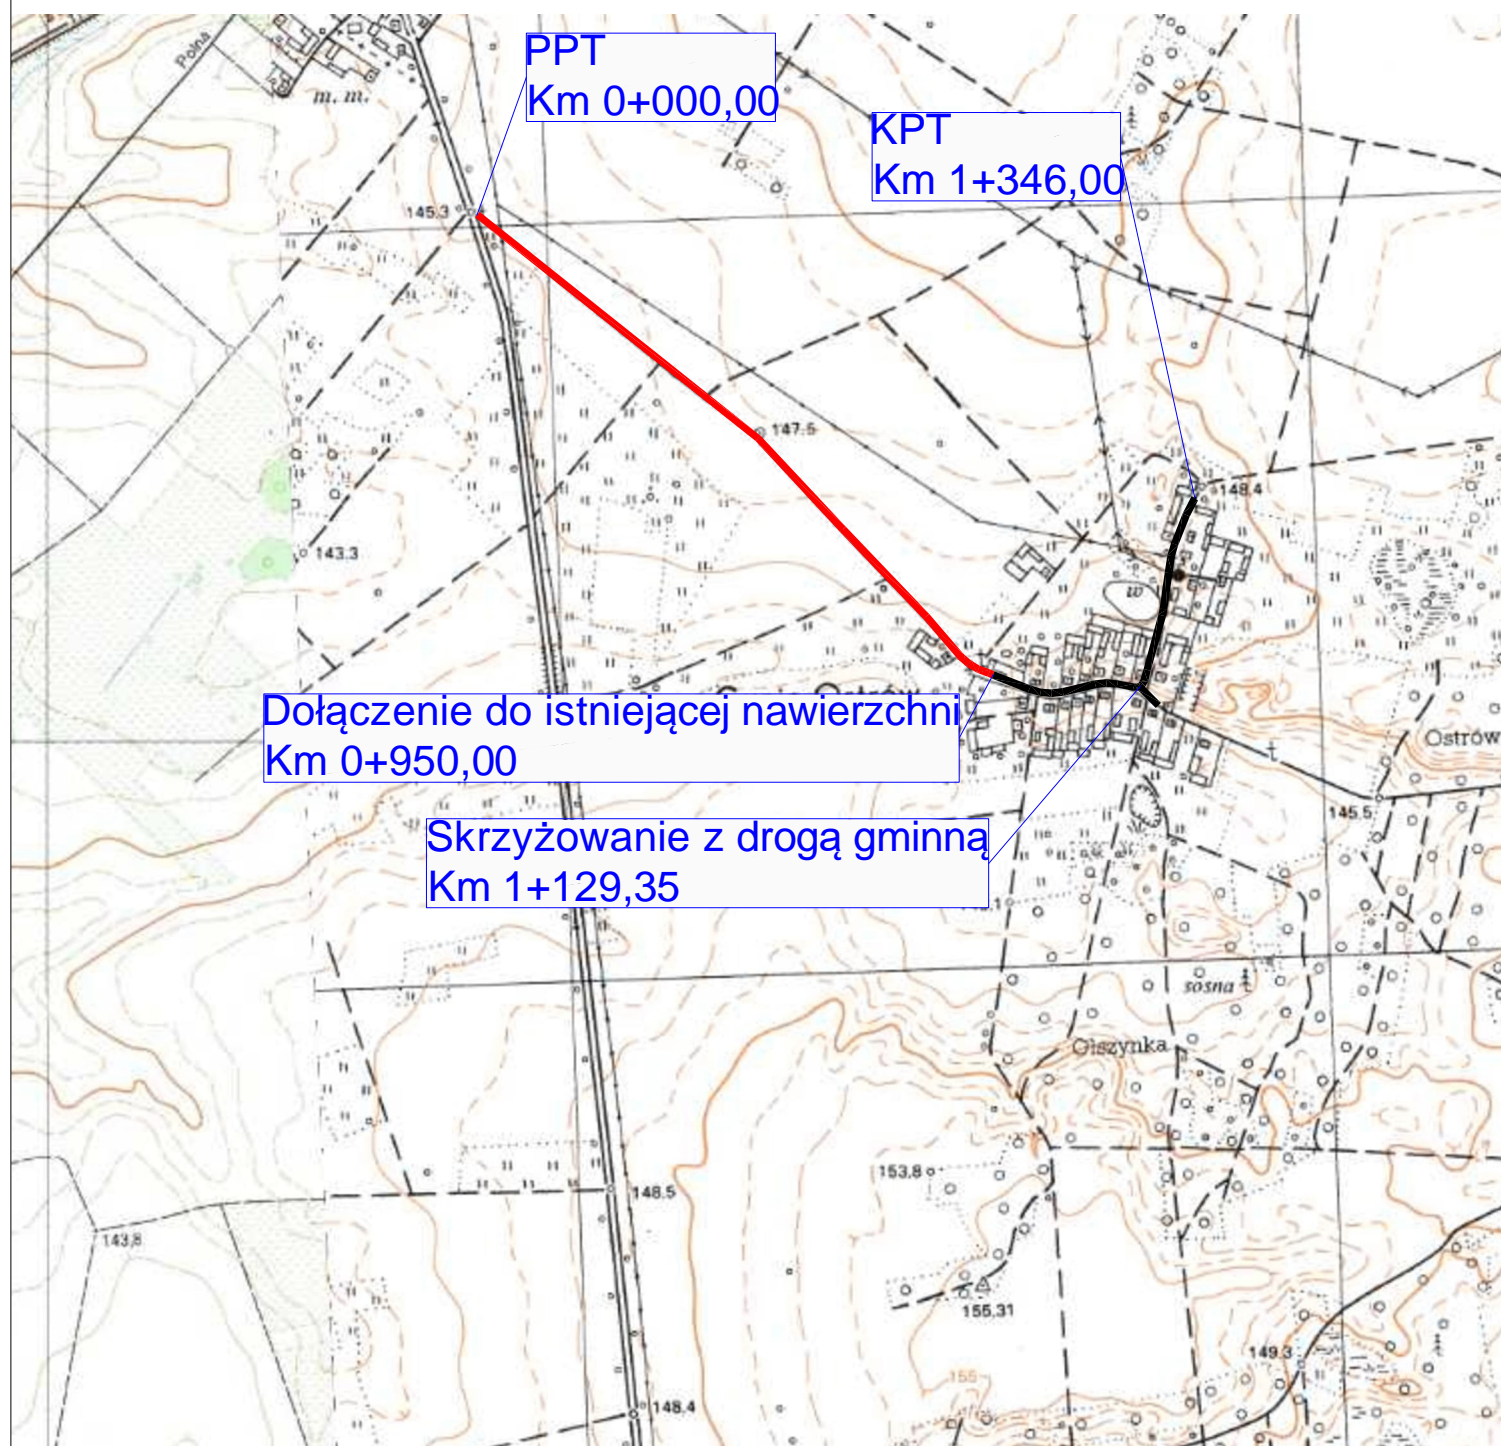 Polna
m. m.
PPT
Km 0+000,00
KPT
Km 1+346,00
145.3
147.5
148.4
143.3
Dołączenie do istniejącej nawierzchni
Km 0+950,00
Ostrów
145.5
Skrzyżowanie z drogą gminną
Km 1+129,35
sosna
Olszynka
153,8
148.5
143,8
155,31
149.3
155
148.4